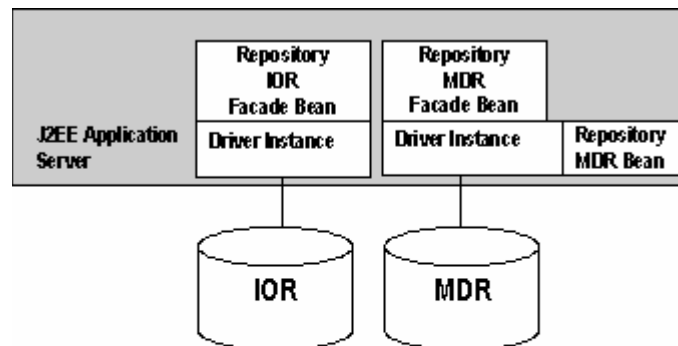 Repository
IOR
Facade Bean
Repository
MDR
Facade Bean
J2EE Application
Server
Driver Instance
Driver Instance
Repository
MDR Bean
IOR
MDR